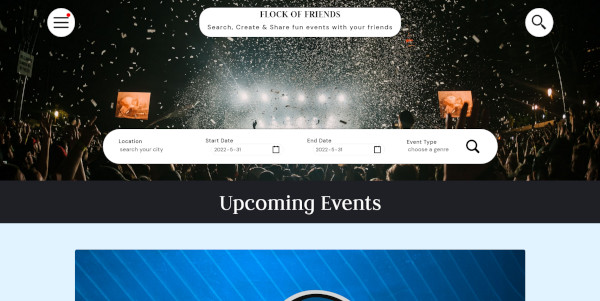 FLOCK OF FRIENDS
Search, Create & Share fun events with your friends
Location
search your city
Start Date
2022-5-31
End Date
2022-5-31
Event Type
choose a genre
Upcoming Events